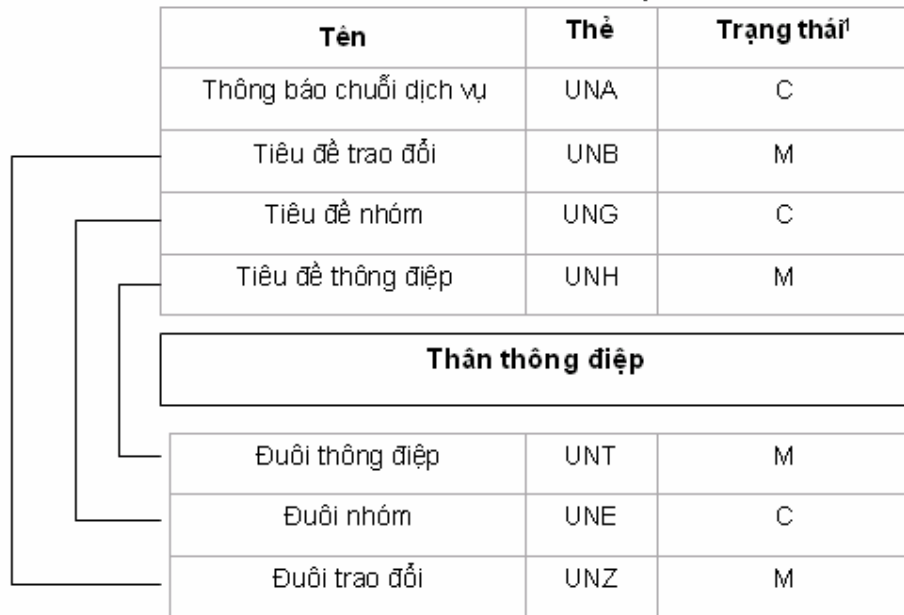 Tên Thẻ Trạng thái¹
Thông báo chuỗi dịch vụ UNA C
Tiêu đề trao đổi UNB M
Tiêu đề nhóm UNG C
Tiêu đề thông điệp UNH M
Thân thông điệp
Đuôi thông điệp UNT M
Đuôi nhóm UNE C
Đuôi trao đổi UNZ M